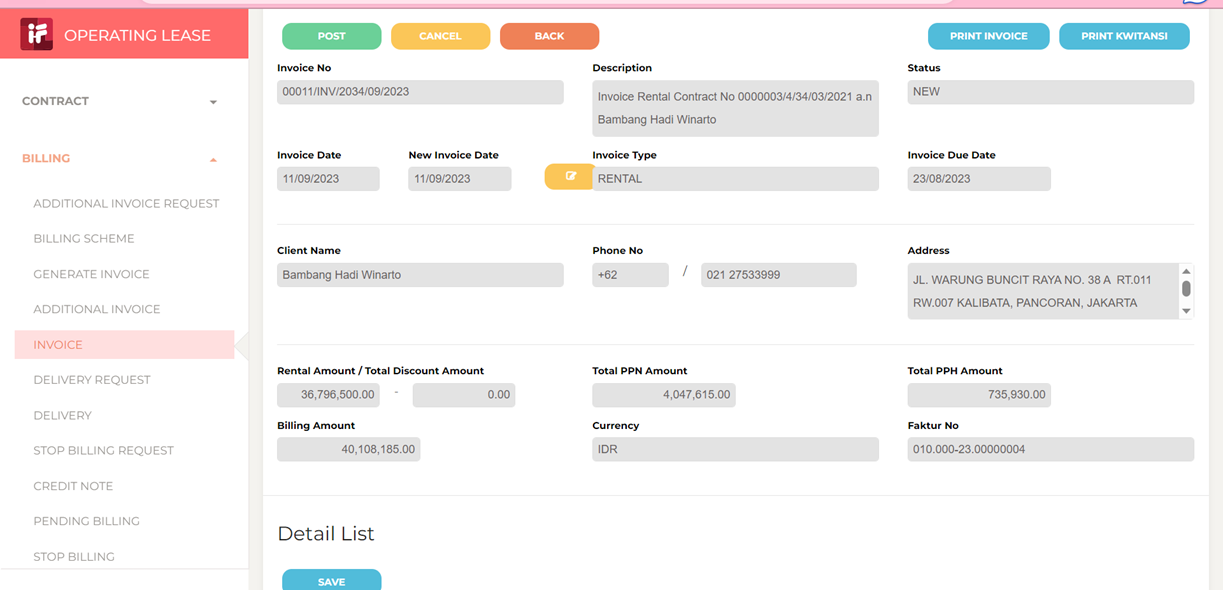 iF OPERATING LEASE
CONTRACT
BILLING
ADDITIONAL INVOICE REQUEST
BILLING SCHEME
GENERATE INVOICE
ADDITIONAL INVOICE
INVOICE
DELIVERY REQUEST
DELIVERY
STOP BILLING REQUEST
CREDIT NOTE
PENDING BILLING
STOP BILLING
POST CANCEL BACK PRINT INVOICE PRINT KWITANSI
Invoice No
00011/INV/2034/09/2023
Description
Invoice Rental Contract No 0000003/4/34/03/2021 a.n
Bambang Hadi Winarto
Status
NEW
Invoice Date
11/09/2023
New Invoice Date
11/09/2023
Invoice Type
RENTAL
Invoice Due Date
23/08/2023
Client Name
Bambang Hadi Winarto
Phone No
+62 / 021 27533999
Address
JL. WARUNG BUNCIT RAYA NO. 38 A RT.011
RW.007 KALIBATA, PANCORAN, JAKARTA
Rental Amount / Total Discount Amount
36,796,500.00 - 0.00
Total PPN Amount
4,047,615.00
Total PPH Amount
735,930.00
Billing Amount
40,108,185.00
Currency
IDR
Faktur No
010.000-23.00000004
Detail List
SAVE